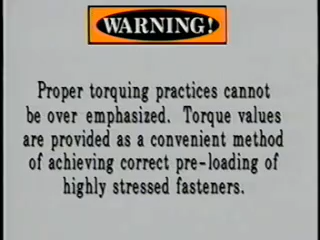 WARNING!
Proper torquing practices cannot
be over emphasized. Torque values
are provided as a convenient method
of achieving correct pre-loading of
highly stressed fasteners.